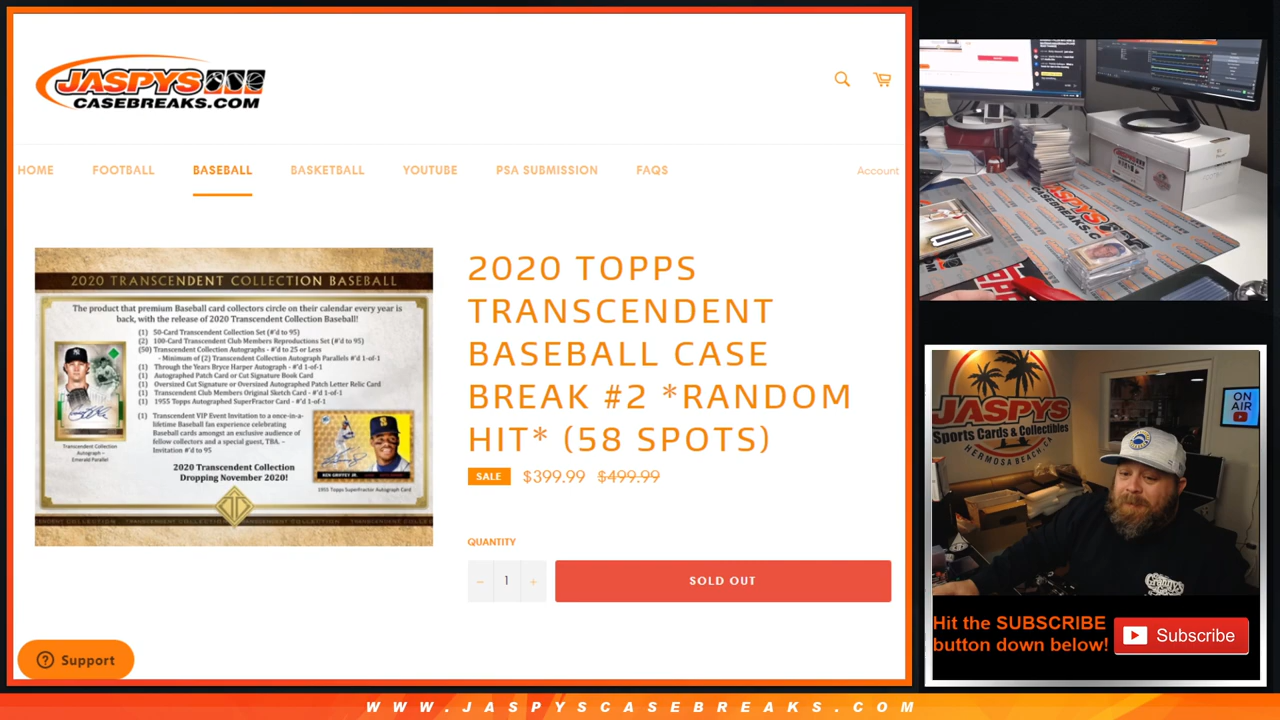 JASPYS
CASEBREAKS.COM
HOME FOOTBALL BASEBALL BASKETBALL YOUTUBE PSA SUBMISSION FAQS Account
2020 TRANSCENDENT COLLECTION BASEBALL
The product that premium Baseball card collectors circle on their calendar every year is
back, with the release of 2020 Transcendent Collection Baseball!
(1) 50-Card Transcendent Collection Set (#'d to 95)
(2) 100-Card Transcendent Club Members Reproductions Set (#'d to 95)
(50) Transcendent Collection Autographs - #'d to 25 or Less
- Minimum of (2) Transcendent Collection Autograph Parallels #'d 1-of-1
(1) Through the Years Bryce Harper Autograph - #'d 1-of-1
(1) Autographed Patch Card or Cut Signature Book Card
(1) Oversized Cut Signature or Oversized Autographed Patch Letter Relic Card
(1) Transcendent Club Members Original Sketch Card - #'d 1-of-1
(1) 1955 Topps Autographed SuperFractor Card - #'d 1-of-1
(1) Transcendent VIP Event Invitation to a once-in-a-
lifetime Baseball fan experience celebrating
Baseball cards amongst an exclusive audience of
fellow collectors and a special guest, TBA. –
Invitation #'d to 95
Transcendent Collection
Autograph –
Emerald Parallel
KEN GRIFFEY JR.
1955 Topps Superfractor Autograph Card
2020 Transcendent Collection
Dropping November 2020!
2020 TOPPS
TRANSCENDENT
BASEBALL CASE
BREAK #2 *RANDOM
HIT* (58 SPOTS)
SALE $399.99 $499.99
QUANTITY
− 1 +
SOLD OUT
Support
JASPYS
CASEBREAKS.C
JASPYS
Sports Cards & Collectibles
HERMOSA BEACH, C
ON
AIR
Hit the SUBSCRIBE
button down below!
Subscribe
WWW.JASPYSCASEBREAKS.COM